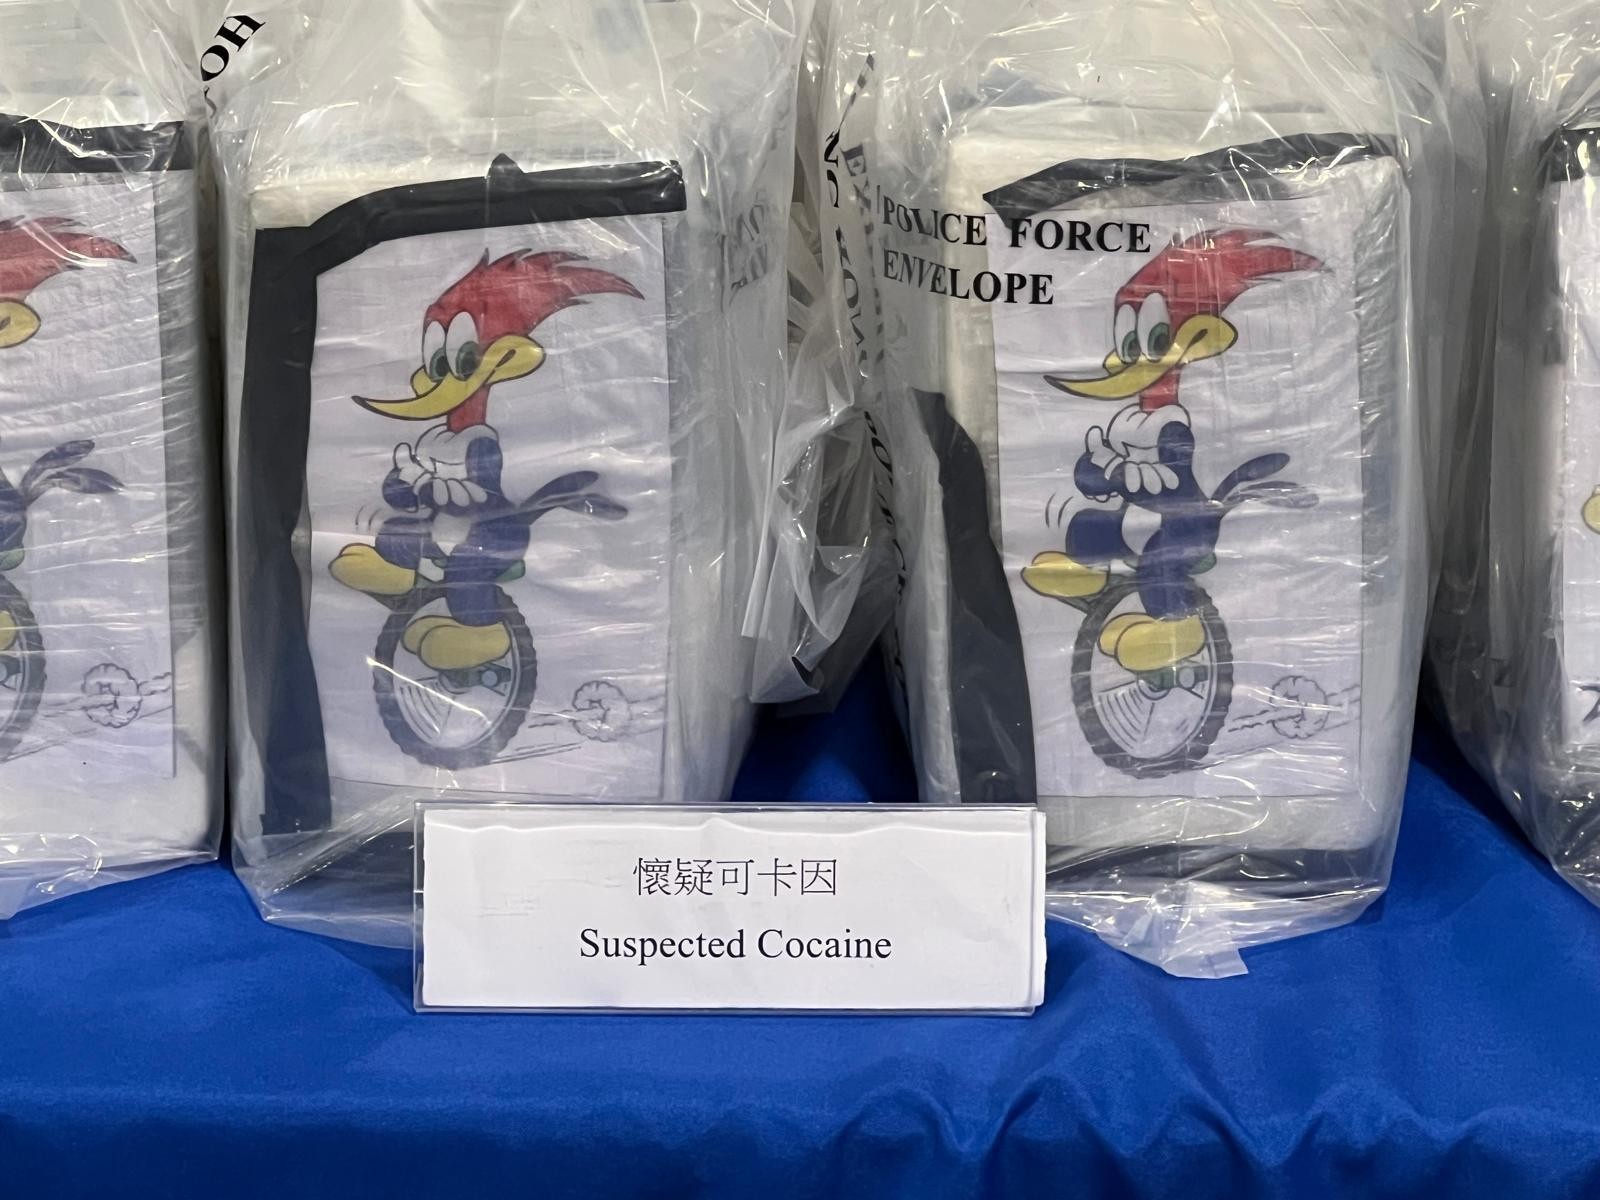 POLICE FORCE
ENVELOPE
懷疑可卡因
Suspected Cocaine